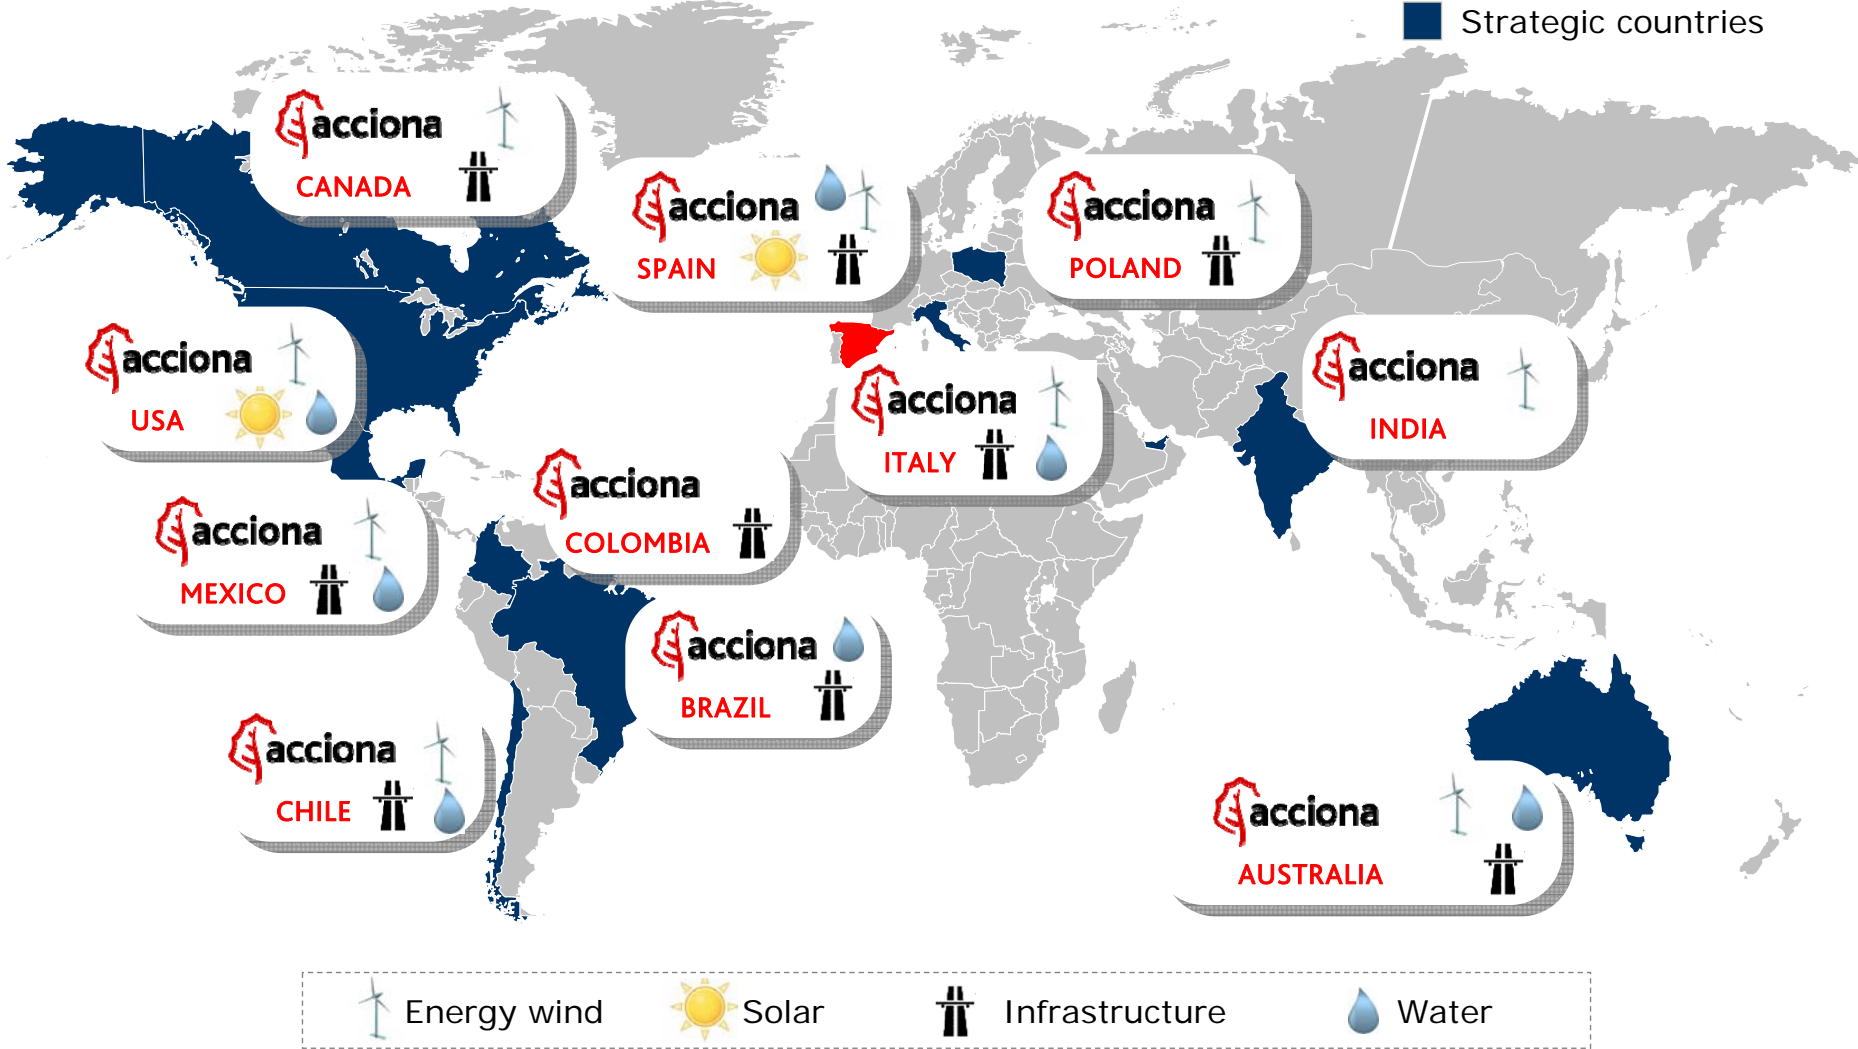 Strategic countries
acciona
CANADA
acciona
SPAIN
acciona
POLAND
acciona
USA
acciona
ITALY
acciona
INDIA
acciona
MEXICO
acciona
COLOMBIA
acciona
BRAZIL
acciona
CHILE
acciona
AUSTRALIA
Energy wind
Solar
Infrastructure
Water